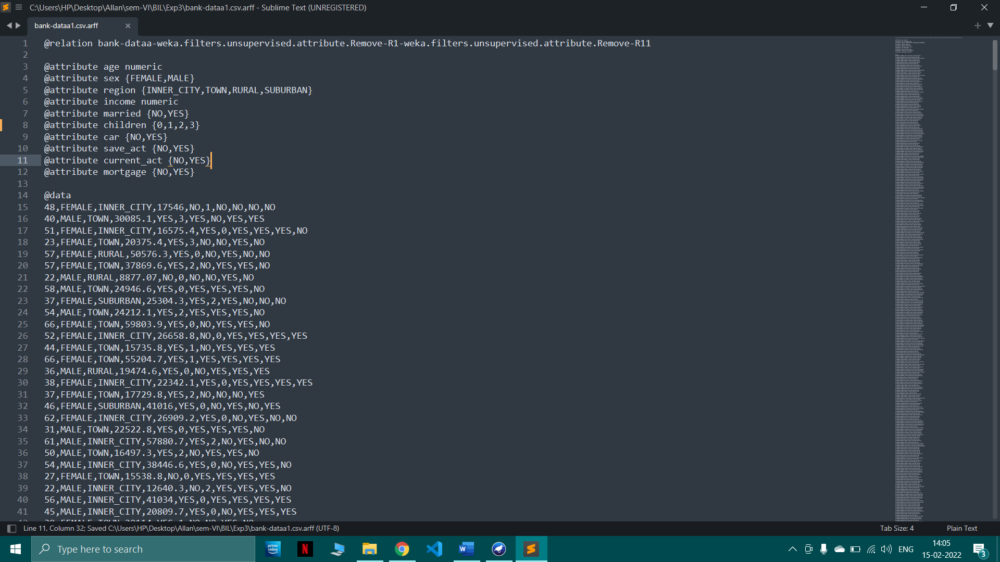 C:\Users\HP\Desktop\Allan\sem-VI\BIL\Exp3\bank-dataa1.csv.arff - Sublime Text (UNREGISTERED)
bank-dataa1.csv.arff
1 @relation bank-dataa-weka.filters.unsupervised.attribute.Remove-R1-weka.filters.unsupervised.attribute.Remove-R11
2
3 @attribute age numeric
4 @attribute sex {FEMALE,MALE}
5 @attribute region {INNER_CITY,TOWN,RURAL,SUBURBAN}
6 @attribute income numeric
7 @attribute married {NO,YES}
8 @attribute children {0,1,2,3}
9 @attribute car {NO,YES}
10 @attribute save_act {NO,YES}
11 @attribute current_act {NO,YES}
12 @attribute mortgage {NO,YES}
13
14 @data
15 48,FEMALE,INNER_CITY,17546,NO,1,NO,NO,NO,NO
16 40,MALE,TOWN,30085.1,YES,3,YES,NO,YES,YES
17 51,FEMALE,INNER_CITY,16575.4,YES,0,YES,YES,YES,NO
18 23,FEMALE,TOWN,20375.4,YES,3,NO,NO,YES,NO
19 57,FEMALE,RURAL,50576.3,YES,0,NO,YES,NO,NO
20 57,FEMALE,TOWN,37869.6,YES,2,NO,YES,YES,NO
21 22,MALE,RURAL,8877.07,NO,0,NO,NO,YES,NO
22 58,MALE,TOWN,24946.6,YES,0,YES,YES,YES,NO
23 37,FEMALE,SUBURBAN,25304.3,YES,2,YES,NO,NO,NO
24 54,MALE,TOWN,24212.1,YES,2,YES,YES,YES,NO
25 66,FEMALE,TOWN,59803.9,YES,0,NO,YES,YES,NO
26 52,FEMALE,INNER_CITY,26658.8,NO,0,YES,YES,YES,YES
27 44,FEMALE,TOWN,15735.8,YES,1,NO,YES,YES,YES
28 66,FEMALE,TOWN,55204.7,YES,1,YES,YES,YES,YES
29 36,MALE,RURAL,19474.6,YES,0,NO,YES,YES,YES
30 38,FEMALE,INNER_CITY,22342.1,YES,0,YES,YES,YES,YES
31 37,FEMALE,TOWN,17729.8,YES,2,NO,NO,NO,YES
32 46,FEMALE,SUBURBAN,41016,YES,0,NO,YES,NO,YES
33 62,FEMALE,INNER_CITY,26909.2,YES,0,NO,YES,NO,NO
34 31,MALE,TOWN,22522.8,YES,0,YES,YES,YES,NO
35 61,MALE,INNER_CITY,57880.7,YES,2,NO,YES,NO,NO
36 50,MALE,TOWN,16497.3,YES,2,NO,YES,YES,NO
37 54,MALE,INNER_CITY,38446.6,YES,0,NO,YES,YES,NO
38 27,FEMALE,TOWN,15538.8,NO,0,YES,YES,YES,YES
39 22,MALE,INNER_CITY,12640.3,NO,2,YES,YES,YES,NO
40 56,MALE,INNER_CITY,41034,YES,0,YES,YES,YES,YES
41 45,MALE,INNER_CITY,20809.7,YES,0,NO,YES,YES,YES
Line 11, Column 32; Saved C:\Users\HP\Desktop\Allan\sem-VI\BIL\Exp3\bank-dataa1.csv.arff (UTF-8)
Tab Size: 4
Plain Text
Type here to search
prime video
N
W
ENG
14:05
15-02-2022
3